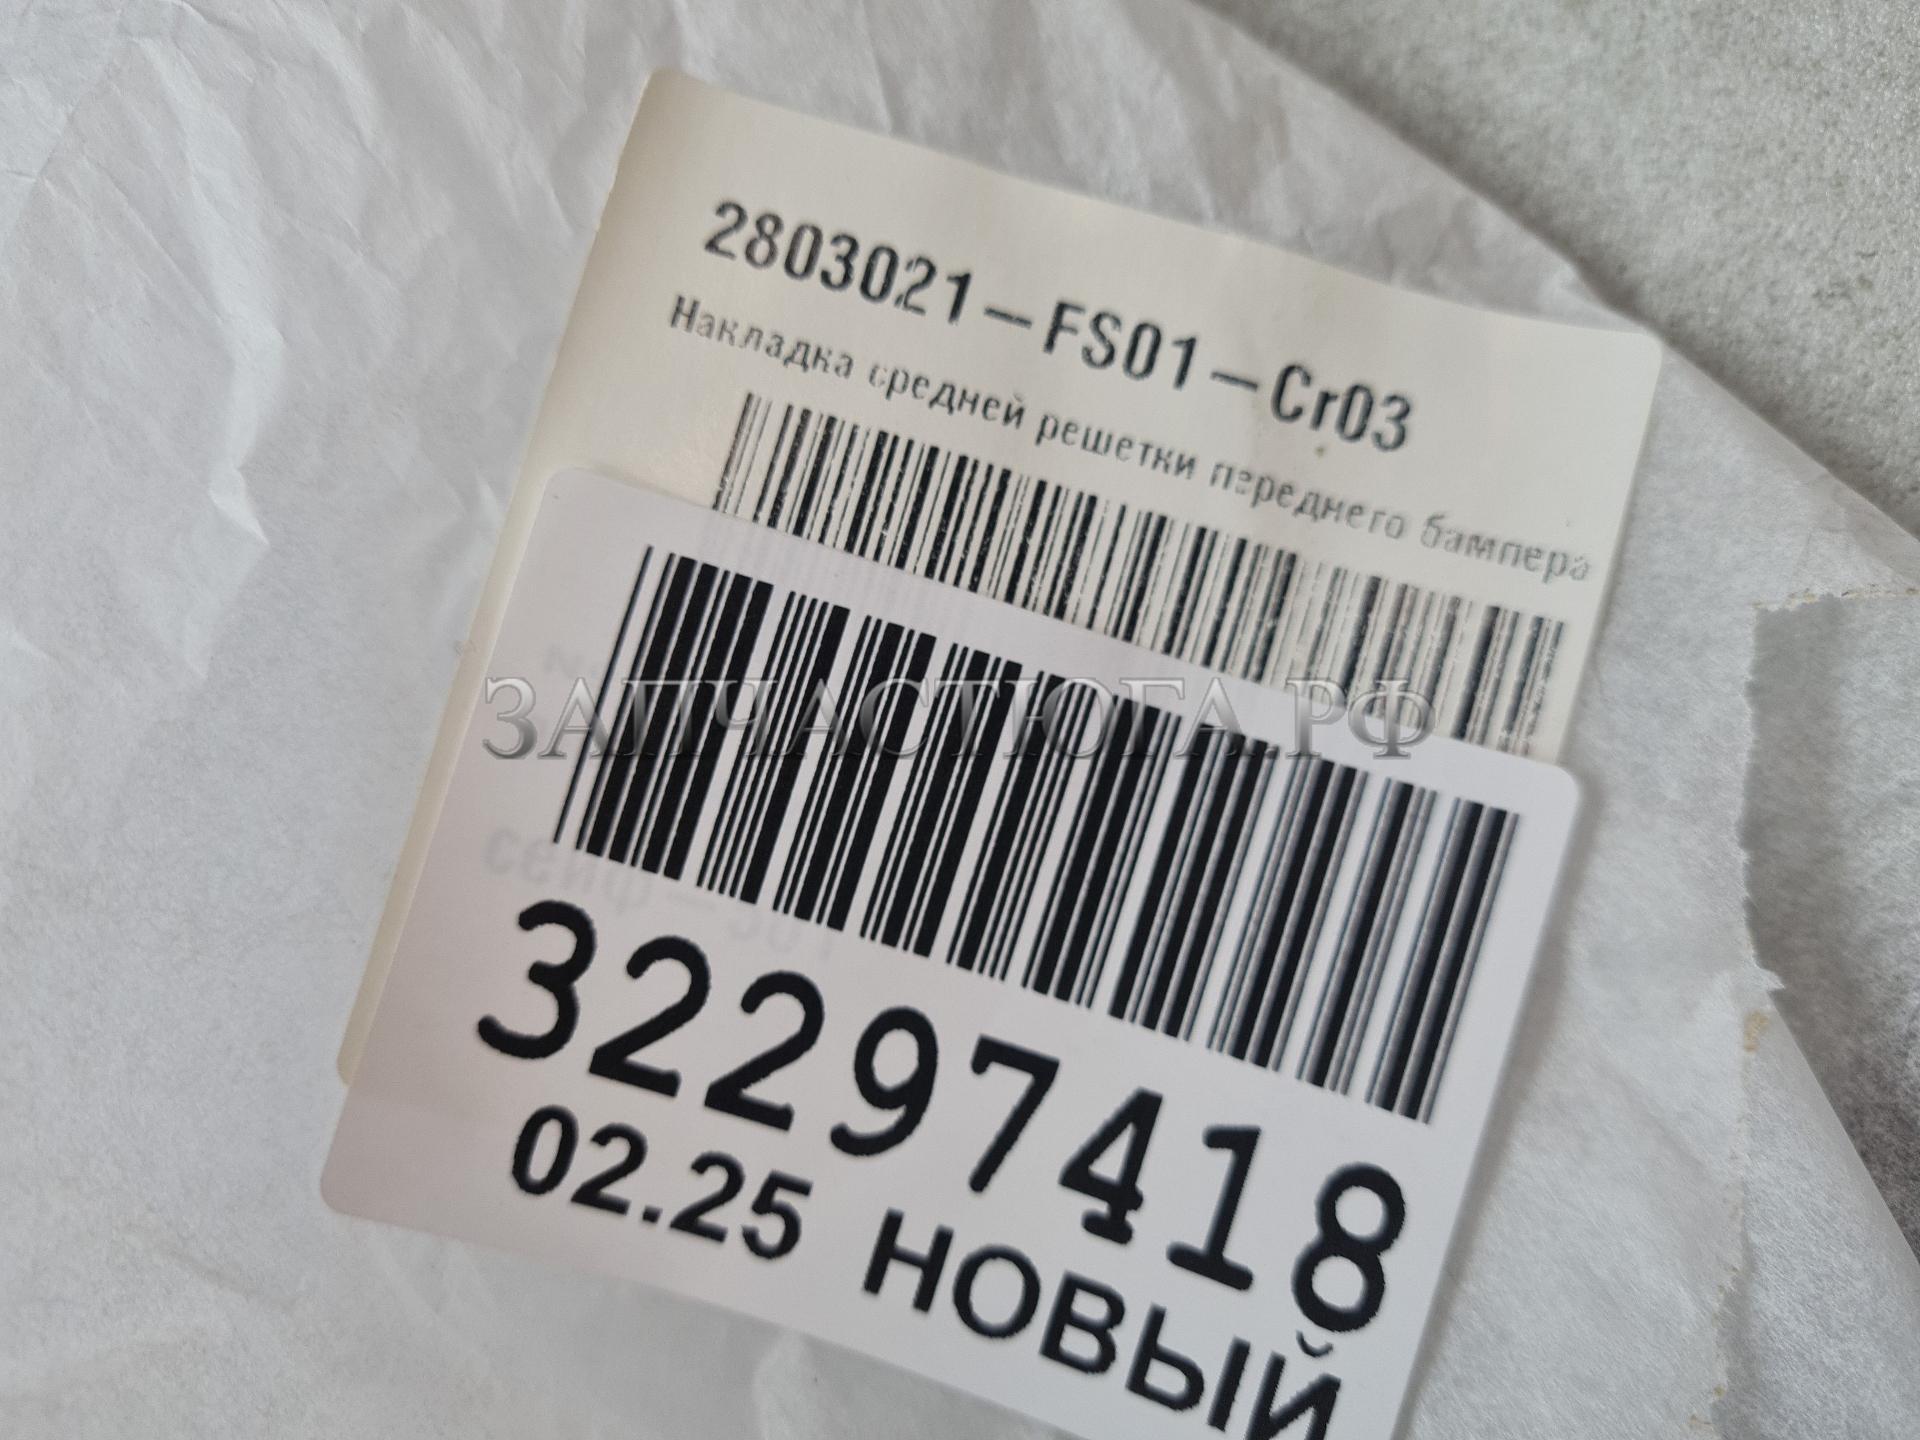 2803021-FS01-Cr03
Накладка средней решетки переднего бампера
ЗАПЧАСТЮГА.РФ
32297418
02.25 НОВЫЙ